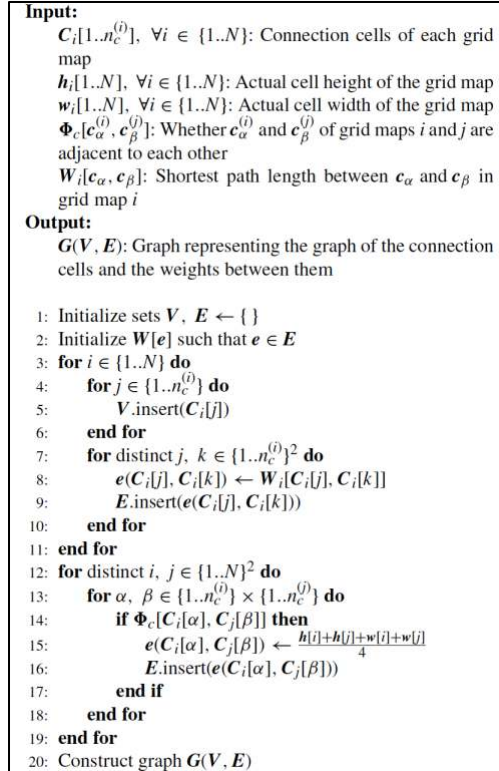 Input:
C_i[1..n_c^{(i)}], ∀i ∈ {1..N}: Connection cells of each grid
map
h_i[1..N], ∀i ∈ {1..N}: Actual cell height of the grid map
w_i[1..N], ∀i ∈ {1..N}: Actual cell width of the grid map
Φ_c[c_α^{(i)}, c_β^{(j)}]: Whether c_α^{(i)} and c_β^{(j)} of grid maps i and j are
adjacent to each other
W_i[c_α, c_β]: Shortest path length between c_α and c_β in
grid map i
Output:
G(V, E): Graph representing the graph of the connection
cells and the weights between them
1: Initialize sets V, E ← { }
2: Initialize W[e] such that e ∈ E
3: for i ∈ {1..N} do
4: for j ∈ {1..n_c^{(i)}} do
5: V.insert(C_i[j])
6: end for
7: for distinct j, k ∈ {1..n_c^{(i)}}^2 do
8: e(C_i[j], C_i[k]) ← W_i[C_i[j], C_i[k]]
9: E.insert(e(C_i[j], C_i[k]))
10: end for
11: end for
12: for distinct i, j ∈ {1..N}^2 do
13: for α, β ∈ {1..n_c^{(i)}} × {1..n_c^{(j)}} do
14: if Φ_c[C_i[α], C_j[β]] then
15: e(C_i[α], C_j[β]) ← \frac{h[i]+h[j]+w[i]+w[j]}{4}
16: E.insert(e(C_i[α], C_j[β]))
17: end if
18: end for
19: end for
20: Construct graph G(V, E)